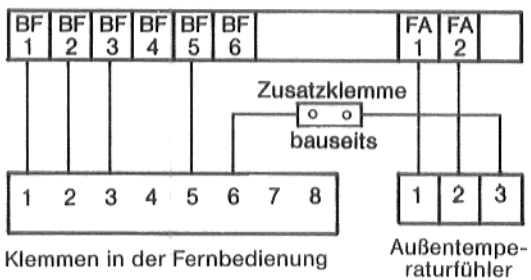 BF BF BF BF BF BF FA FA
1 2 3 4 5 6 1 2
Zusatzklemme
bauseits
1 2 3 4 5 6 7 8 1 2 3
Klemmen in der Fernbedienung
Außentempe-
raturfühler